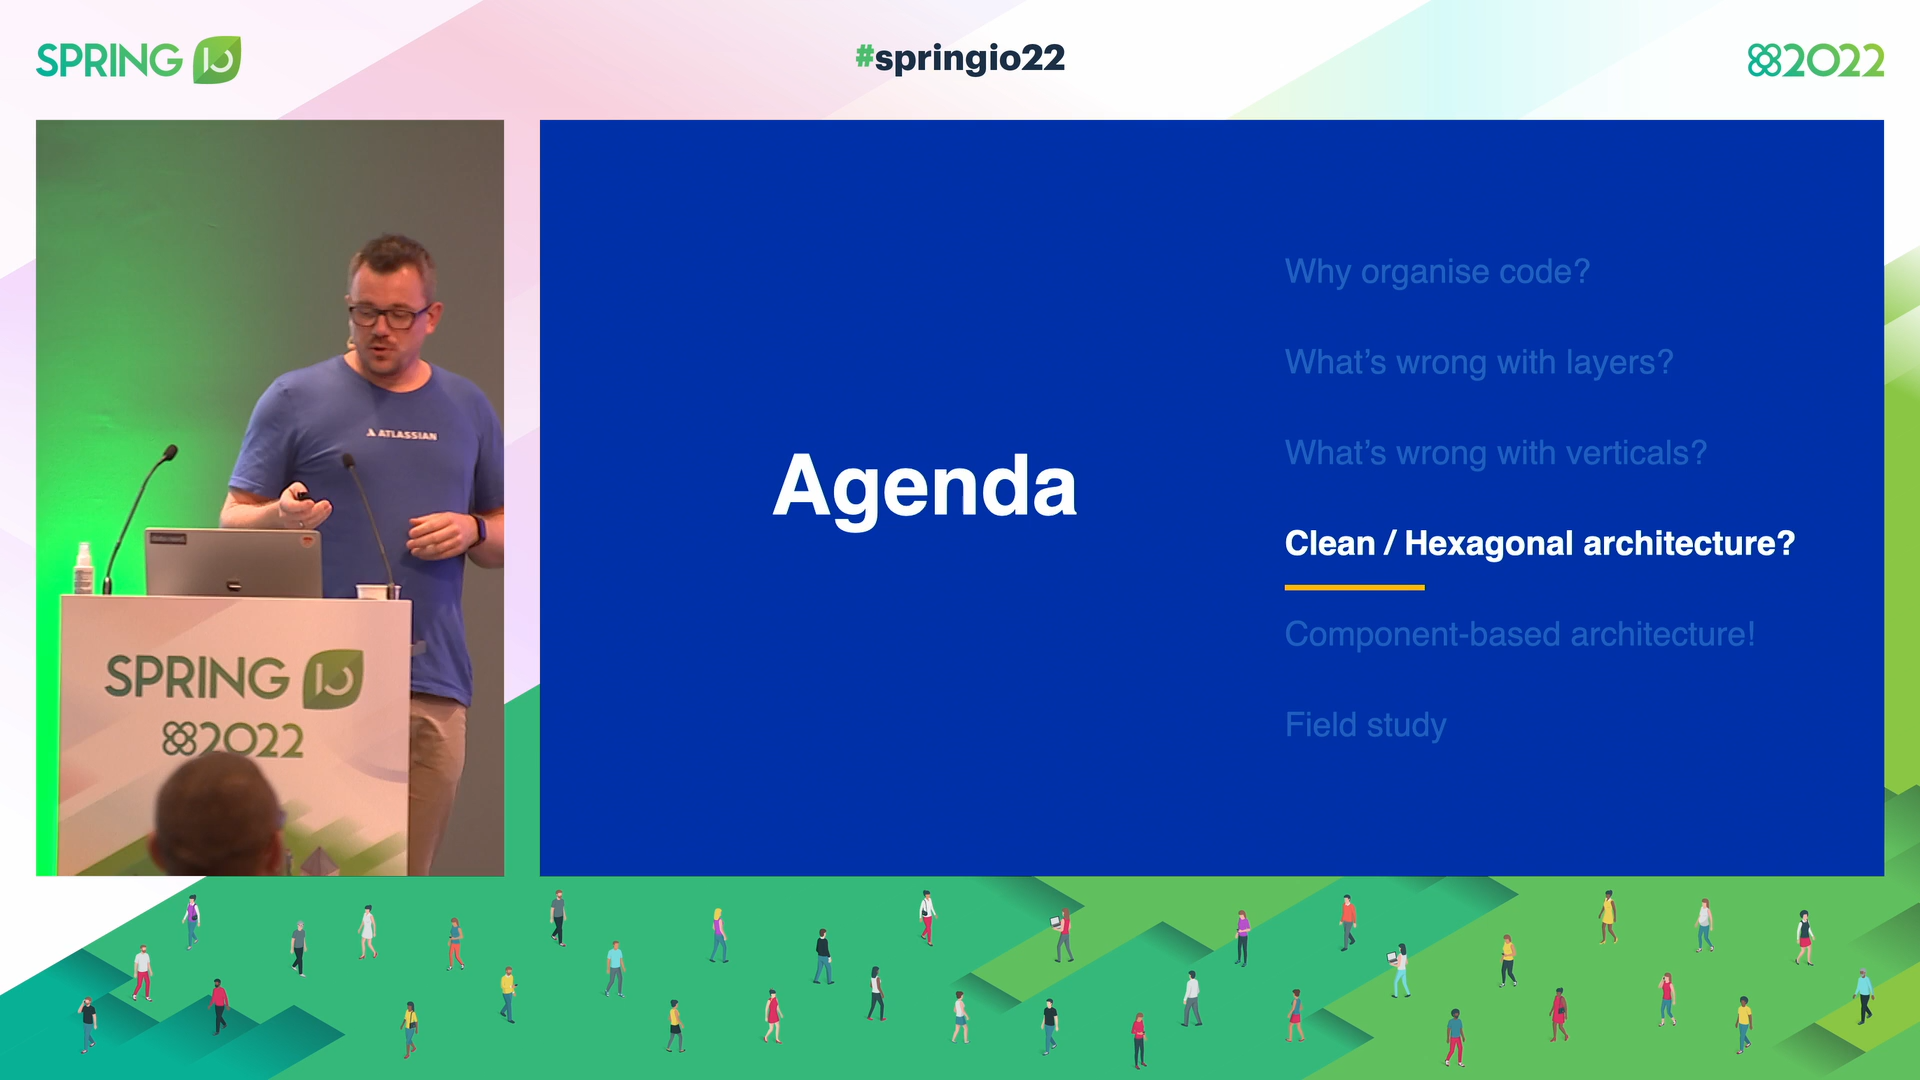 SPRING IO
#springio22
2022
ATLASSIAN
SPRING IO
2022
Agenda
Why organise code?
What's wrong with layers?
What's wrong with verticals?
Clean / Hexagonal architecture?
Component-based architecture!
Field study